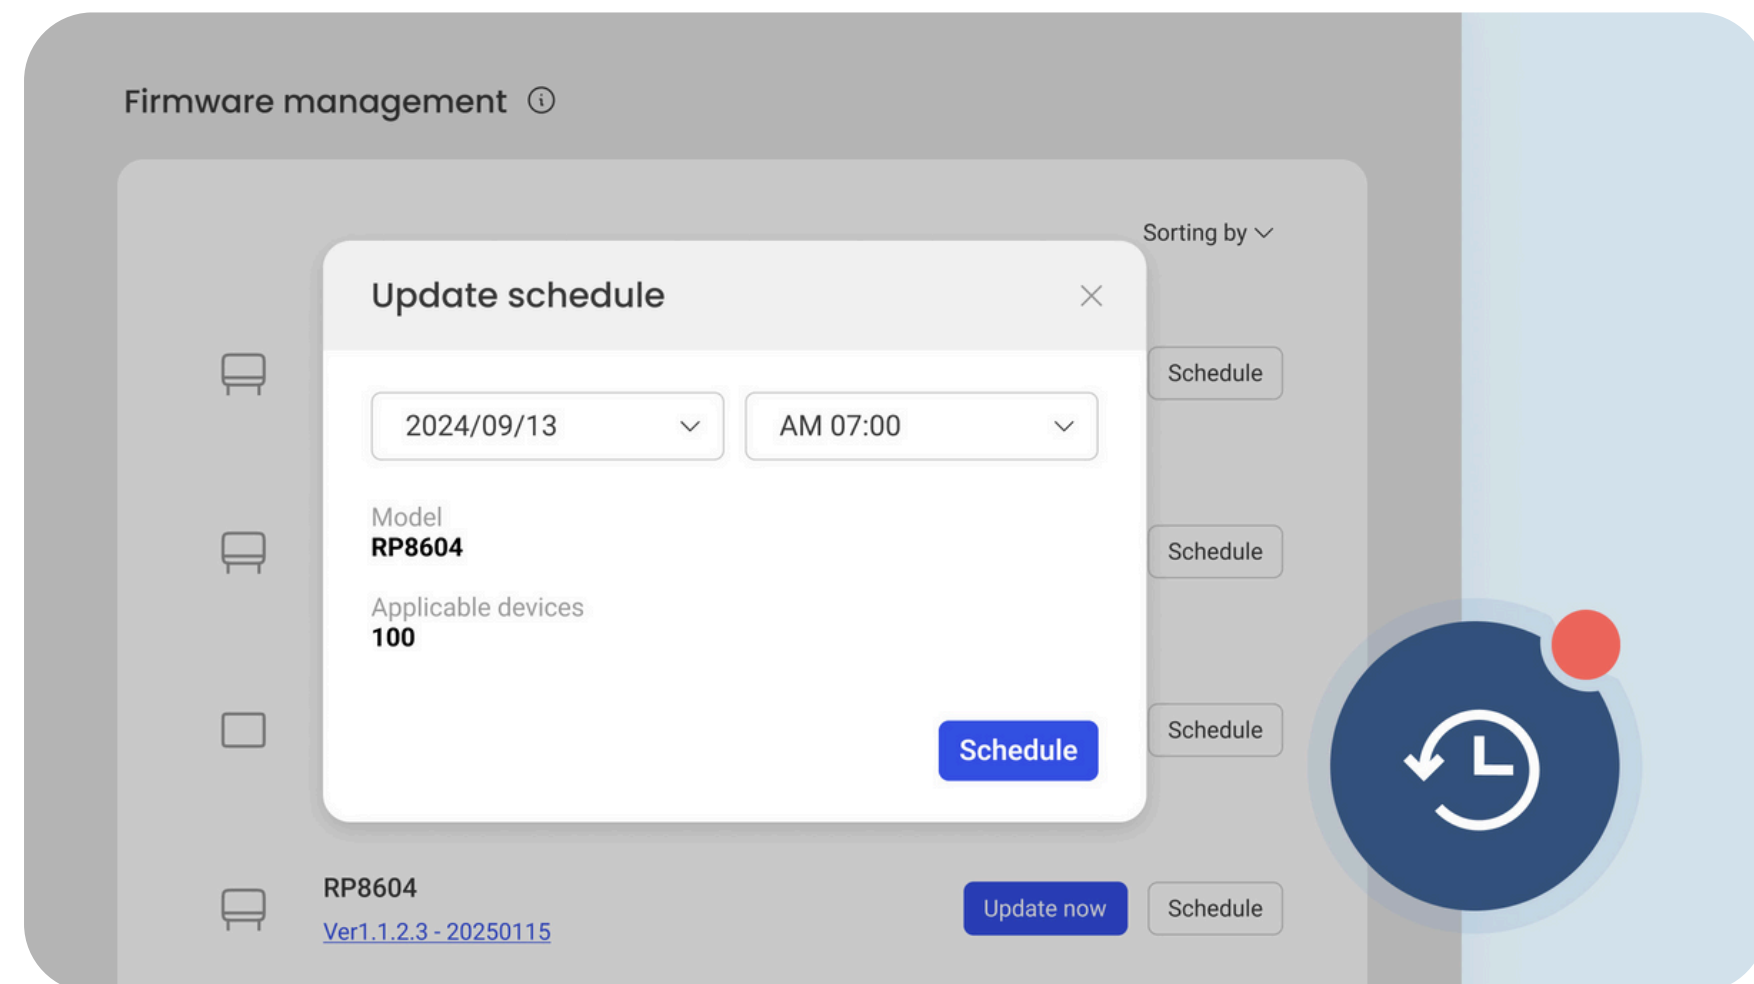 Firmware management
Sorting by
Update schedule
Schedule
2024/09/13 AM 07:00
Model
RP8604
Schedule
Applicable devices
100
Schedule
Schedule
RP8604
Update now Schedule
Ver1.1.2.3 - 20250115